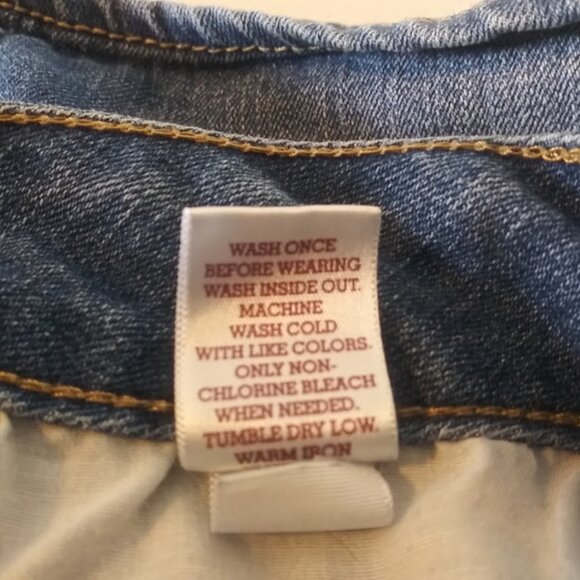 WASH ONCE
BEFORE WEARING
WASH INSIDE OUT.
MACHINE
WASH COLD
WITH LIKE COLORS.
ONLY NON-
CHLORINE BLEACH
WHEN NEEDED.
TUMBLE DRY LOW.
WARM IRON